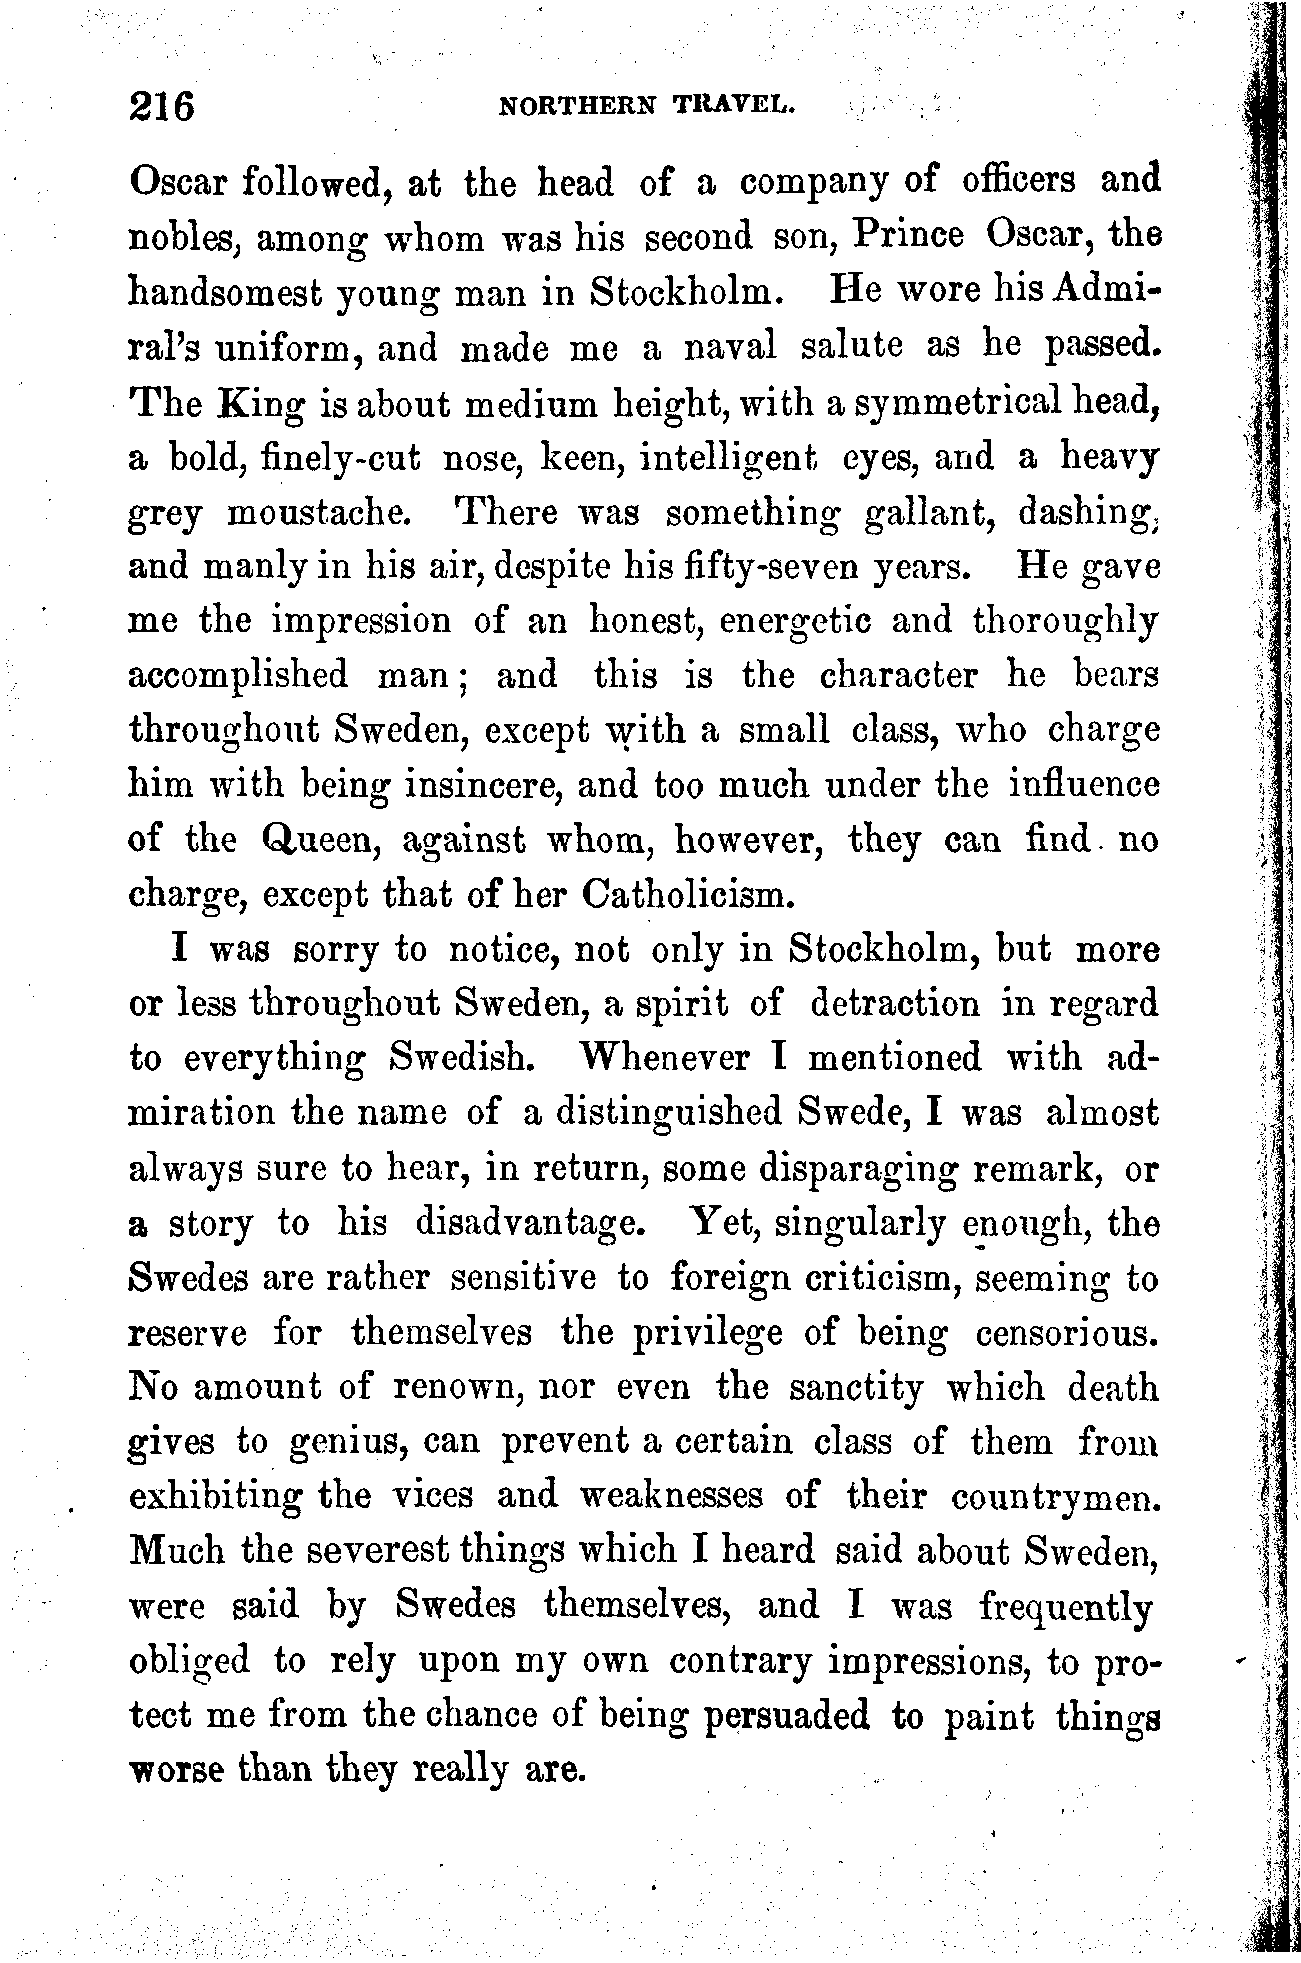 216 NORTHERN TRAVEL.
Oscar followed, at the head of a company of officers and
nobles, among whom was his second son, Prince Oscar, the
handsomest young man in Stockholm. He wore his Admi-
ral's uniform, and made me a naval salute as he passed.
The King is about medium height, with a symmetrical head,
a bold, finely-cut nose, keen, intelligent eyes, and a heavy
grey moustache. There was something gallant, dashing,
and manly in his air, despite his fifty-seven years. He gave
me the impression of an honest, energetic and thoroughly
accomplished man; and this is the character he bears
throughout Sweden, except with a small class, who charge
him with being insincere, and too much under the influence
of the Queen, against whom, however, they can find no
charge, except that of her Catholicism.
I was sorry to notice, not only in Stockholm, but more
or less throughout Sweden, a spirit of detraction in regard
to everything Swedish. Whenever I mentioned with ad-
miration the name of a distinguished Swede, I was almost
always sure to hear, in return, some disparaging remark, or
a story to his disadvantage. Yet, singularly enough, the
Swedes are rather sensitive to foreign criticism, seeming to
reserve for themselves the privilege of being censorious.
No amount of renown, nor even the sanctity which death
gives to genius, can prevent a certain class of them from
exhibiting the vices and weaknesses of their countrymen.
Much the severest things which I heard said about Sweden,
were said by Swedes themselves, and I was frequently
obliged to rely upon my own contrary impressions, to pro-
tect me from the chance of being persuaded to paint things
worse than they really are.